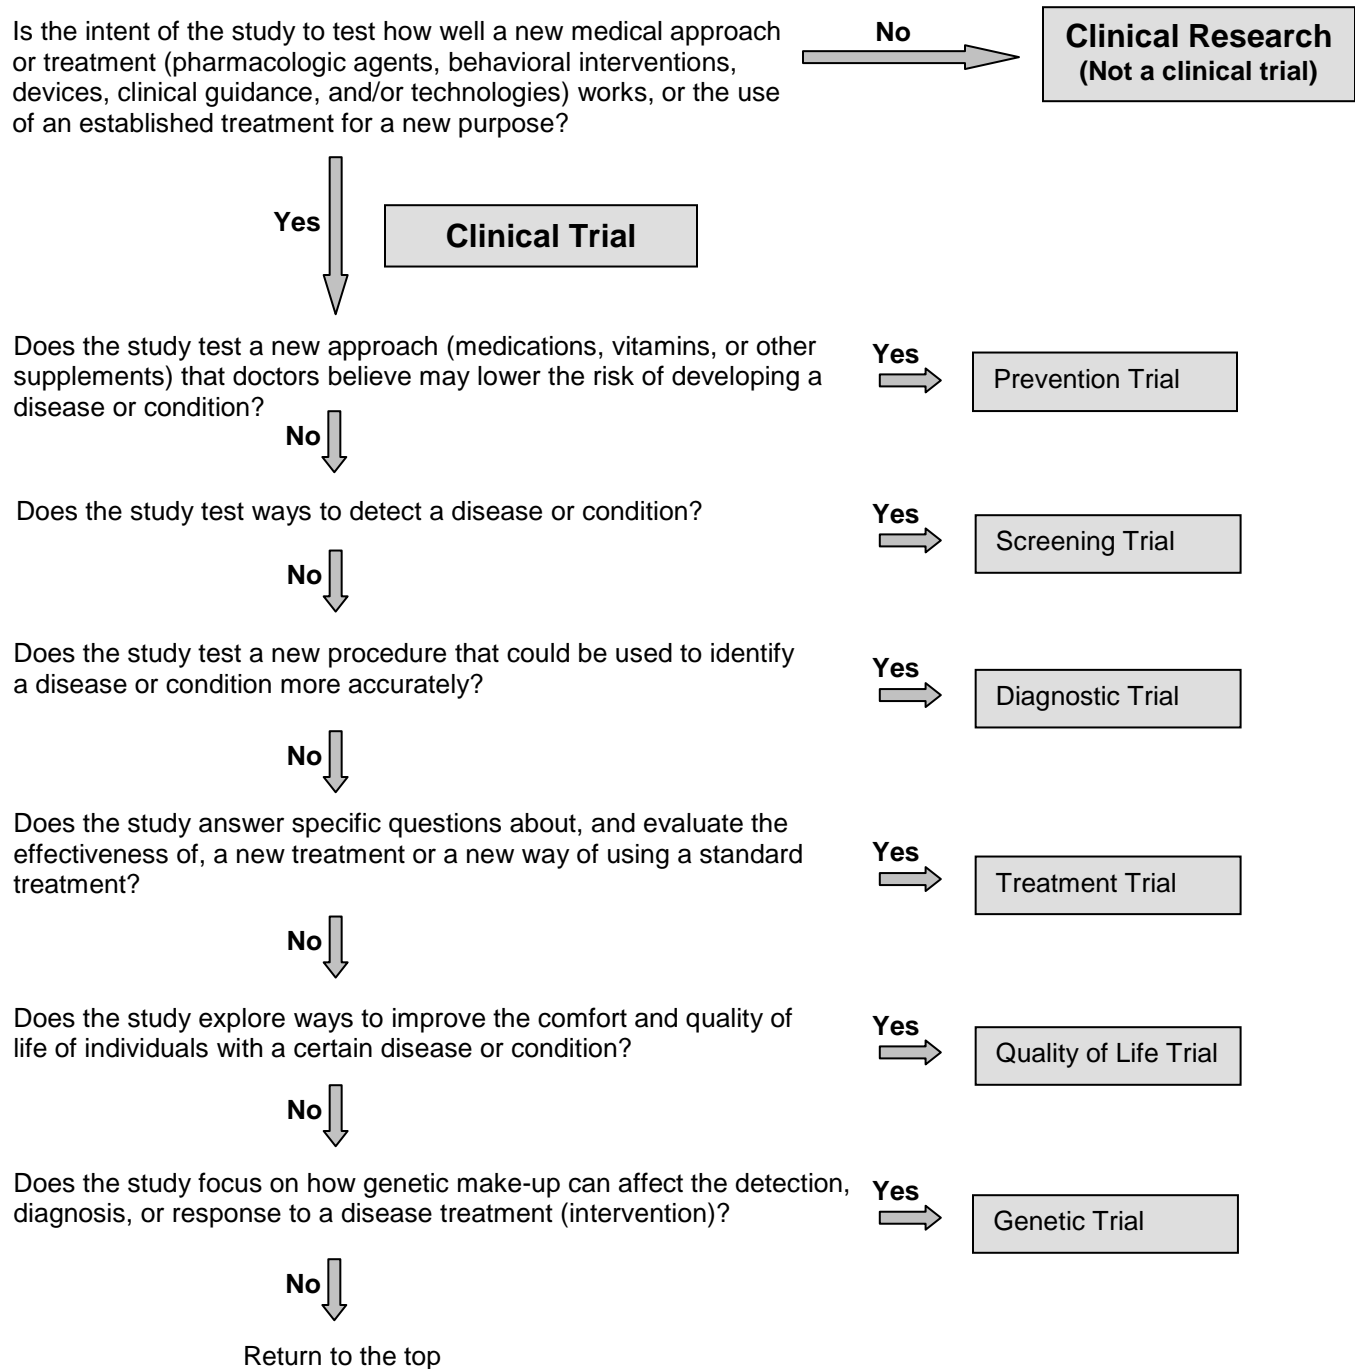 Is the intent of the study to test how well a new medical approach
or treatment (pharmacologic agents, behavioral interventions,
devices, clinical guidance, and/or technologies) works, or the use
of an established treatment for a new purpose?
No
Clinical Research
(Not a clinical trial)
Yes
Clinical Trial
Does the study test a new approach (medications, vitamins, or other
supplements) that doctors believe may lower the risk of developing a
disease or condition?
Yes
Prevention Trial
No
Does the study test ways to detect a disease or condition?
Yes
Screening Trial
No
Does the study test a new procedure that could be used to identify
a disease or condition more accurately?
Yes
Diagnostic Trial
No
Does the study answer specific questions about, and evaluate the
effectiveness of, a new treatment or a new way of using a standard
treatment?
Yes
Treatment Trial
No
Does the study explore ways to improve the comfort and quality of
life of individuals with a certain disease or condition?
Yes
Quality of Life Trial
No
Does the study focus on how genetic make-up can affect the detection,
diagnosis, or response to a disease treatment (intervention)?
Yes
Genetic Trial
No
Return to the top